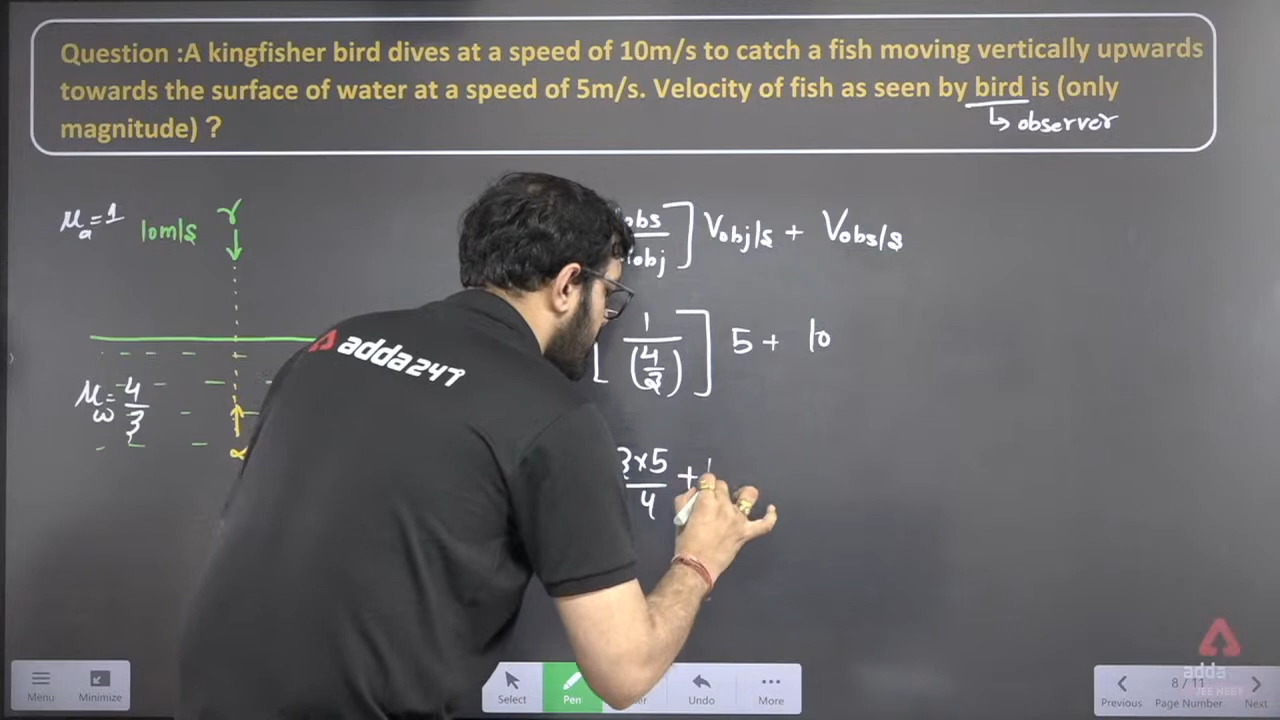 Question :A kingfisher bird dives at a speed of 10m/s to catch a fish moving vertically upwards
towards the surface of water at a speed of 5m/s. Velocity of fish as seen by bird is (only
magnitude) ?
↳ observer
μa = 1
10m/s
obs
obj ] Vobj/s + Vobs/s
[ 1
(4/3) ] 5 + 10
μω = 4/3
3×5
4 +
adda247
Menu
Minimize
Select
Pen
Undo
More
Previous
8 / 11
Page Number
Next
adda
JEE NEET